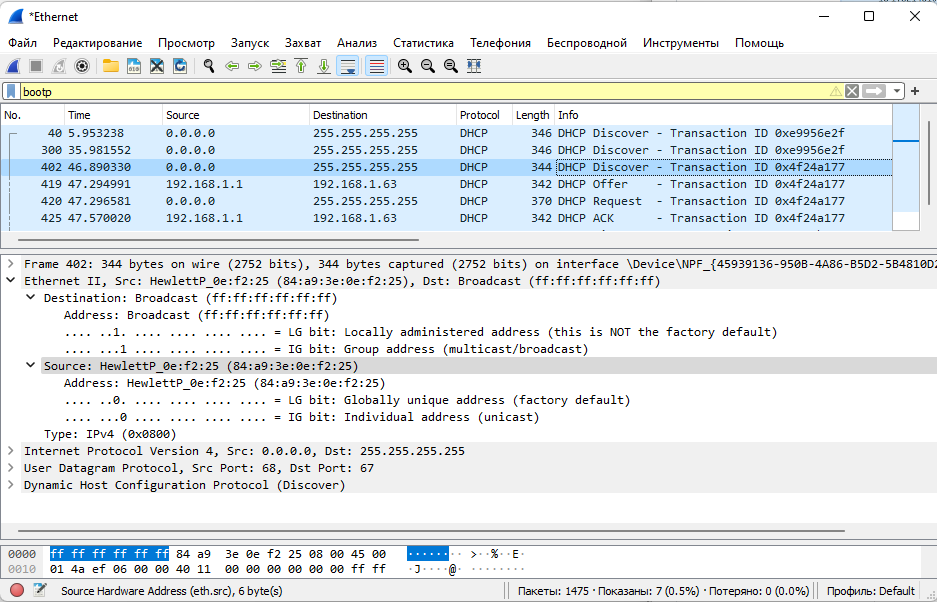 *Ethernet
Файл Редактирование Просмотр Запуск Захват Анализ Статистика Телефония Беспроводной Инструменты Помощь
bootp
No. Time Source Destination Protocol Length Info
40 5.953238 0.0.0.0 255.255.255.255 DHCP 346 DHCP Discover - Transaction ID 0xe9956e2f
300 35.981552 0.0.0.0 255.255.255.255 DHCP 346 DHCP Discover - Transaction ID 0xe9956e2f
402 46.890330 0.0.0.0 255.255.255.255 DHCP 344 DHCP Discover - Transaction ID 0x4f24a177
419 47.294991 192.168.1.1 192.168.1.63 DHCP 342 DHCP Offer - Transaction ID 0x4f24a177
420 47.296581 0.0.0.0 255.255.255.255 DHCP 370 DHCP Request - Transaction ID 0x4f24a177
425 47.570020 192.168.1.1 192.168.1.63 DHCP 342 DHCP ACK - Transaction ID 0x4f24a177
Frame 402: 344 bytes on wire (2752 bits), 344 bytes captured (2752 bits) on interface \Device\NPF_{45939136-950B-4A86-B5D2-5B4810D2
Ethernet II, Src: HewlettP_0e:f2:25 (84:a9:3e:0e:f2:25), Dst: Broadcast (ff:ff:ff:ff:ff:ff)
Destination: Broadcast (ff:ff:ff:ff:ff:ff)
Address: Broadcast (ff:ff:ff:ff:ff:ff)
.... ..1. .... .... .... .... = LG bit: Locally administered address (this is NOT the factory default)
.... ...1 .... .... .... .... = IG bit: Group address (multicast/broadcast)
Source: HewlettP_0e:f2:25 (84:a9:3e:0e:f2:25)
Address: HewlettP_0e:f2:25 (84:a9:3e:0e:f2:25)
.... ..0. .... .... .... .... = LG bit: Globally unique address (factory default)
.... ...0 .... .... .... .... = IG bit: Individual address (unicast)
Type: IPv4 (0x0800)
Internet Protocol Version 4, Src: 0.0.0.0, Dst: 255.255.255.255
User Datagram Protocol, Src Port: 68, Dst Port: 67
Dynamic Host Configuration Protocol (Discover)
0000 ff ff ff ff ff ff 84 a9 3e 0e f2 25 08 00 45 00 ········ >··%··E·
0010 01 4a ef 06 00 00 40 11 00 00 00 00 00 00 ff ff ·J····@· ········
Source Hardware Address (eth.src), 6 byte(s) Пакеты: 1475 · Показаны: 7 (0.5%) · Потеряно: 0 (0.0%) Профиль: Default